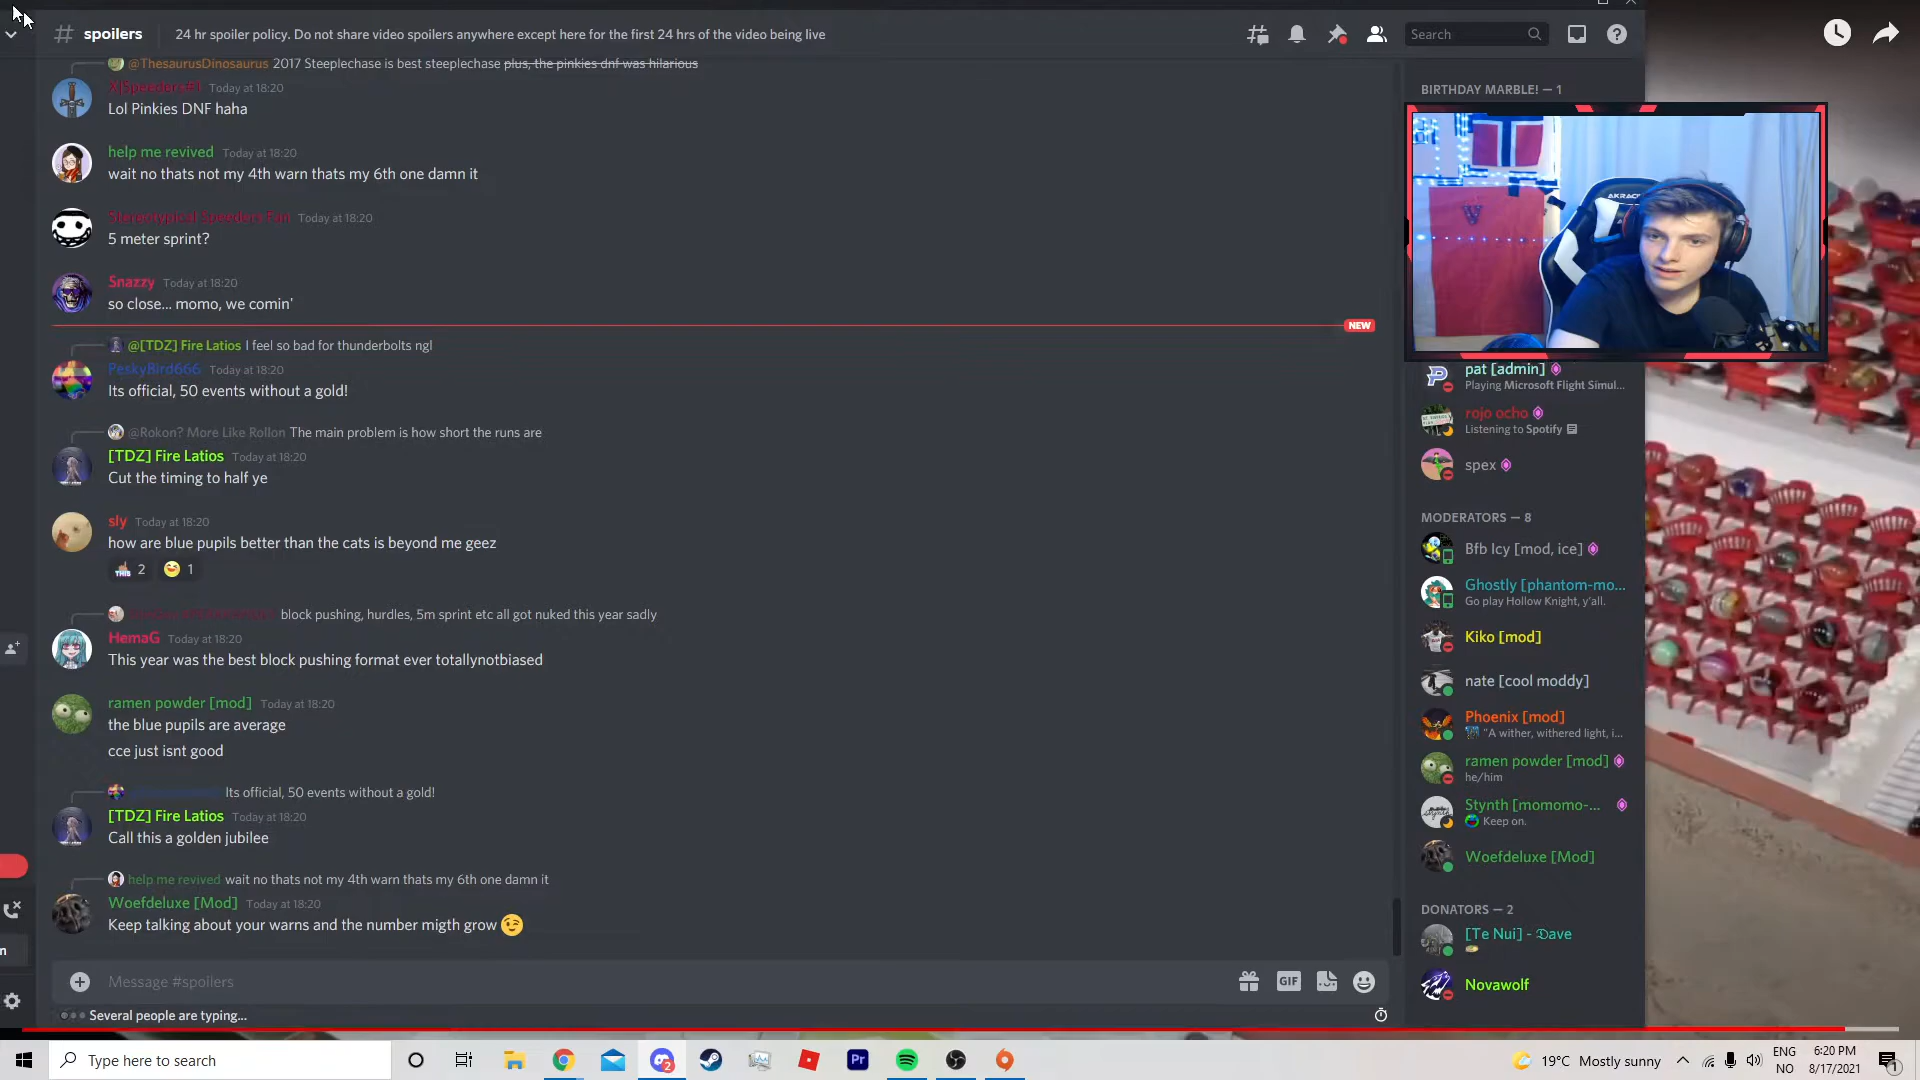 # spoilers
24 hr spoiler policy. Do not share video spoilers anywhere except here for the first 24 hrs of the video being live
Search
@ThesaurusDinosaurus 2017 Steeplechase is best steeplechase plus, the pinkies dnf was hilarious
Today at 18:20
Lol Pinkies DNF haha
help me revived Today at 18:20
wait no thats not my 4th warn thats my 6th one damn it
Stereotypical Speeders Fan Today at 18:20
5 meter sprint?
Snazzy Today at 18:20
so close... momo, we comin'
NEW
@[TDZ] Fire Latios I feel so bad for thunderbolts ngl
PeskyBird666 Today at 18:20
Its official, 50 events without a gold!
@Rokon? More Like Rollon The main problem is how short the runs are
[TDZ] Fire Latios Today at 18:20
Cut the timing to half ye
sly Today at 18:20
how are blue pupils better than the cats is beyond me geez
THIS 2 1
block pushing, hurdles, 5m sprint etc all got nuked this year sadly
HemaG Today at 18:20
This year was the best block pushing format ever totallynotbiased
ramen powder [mod] Today at 18:20
the blue pupils are average
cce just isnt good
Its official, 50 events without a gold!
[TDZ] Fire Latios Today at 18:20
Call this a golden jubilee
help me revived wait no thats not my 4th warn thats my 6th one damn it
Woefdeluxe [Mod] Today at 18:20
Keep talking about your warns and the number migth grow
Message #spoilers
GIF
Several people are typing...
BIRTHDAY MARBLE! — 1
AKRACING
pat [admin]
Playing Microsoft Flight Simul...
rojo ocho
Listening to Spotify
spex
MODERATORS — 8
Bfb Icy [mod, ice]
Ghostly [phantom-mo...
Go play Hollow Knight, y'all.
Kiko [mod]
nate [cool moddy]
Phoenix [mod]
"A wither, withered light, i...
ramen powder [mod]
he/him
Stynth [momomo-...
Keep on.
Woefdeluxe [Mod]
DONATORS — 2
[Te Nui] - Dave
Novawolf
n
Type here to search
2
Pr
19°C Mostly sunny
ENG
NO
6:20 PM
8/17/2021
1